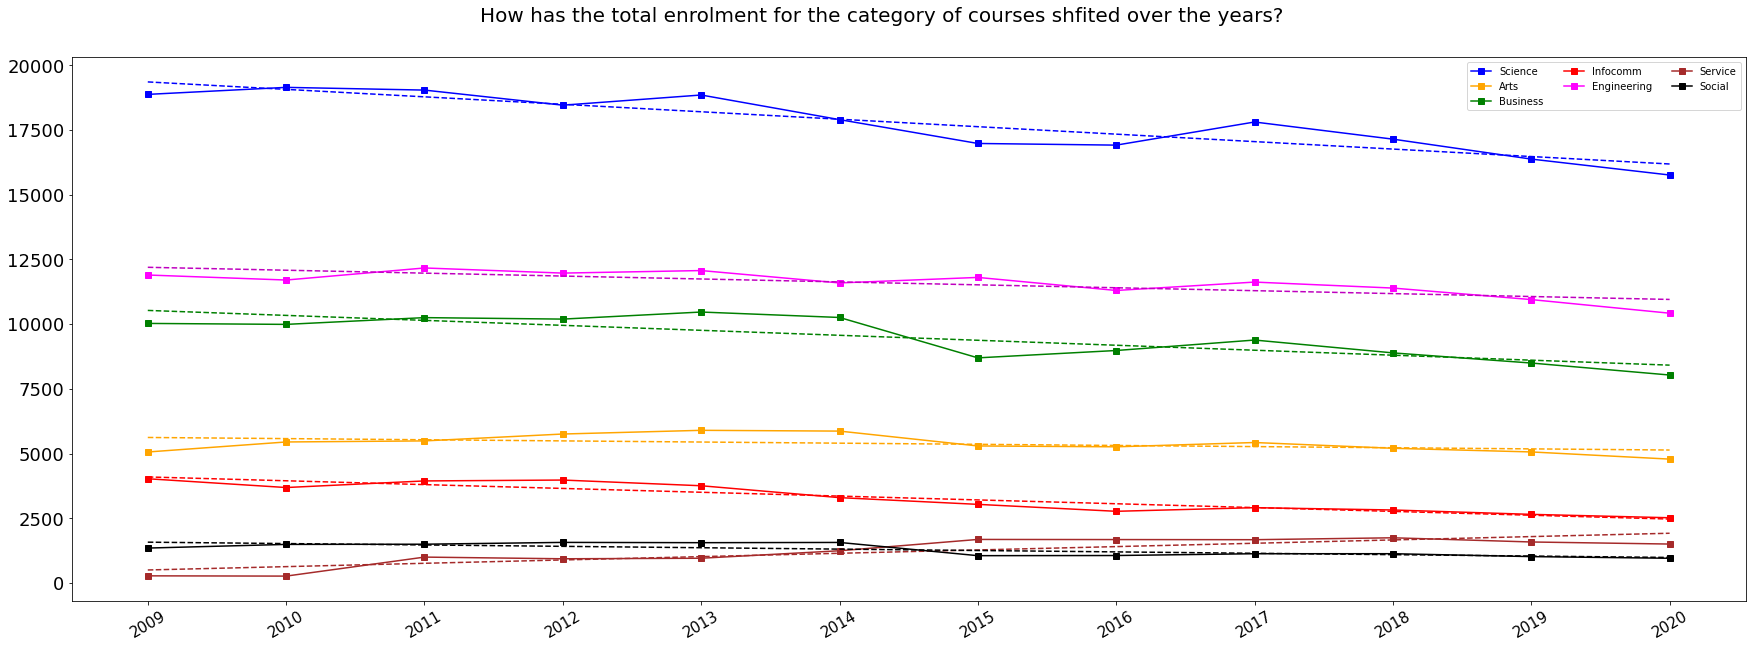 How has the total enrolment for the category of courses shfited over the years?
20000
17500
15000
12500
10000
7500
5000
2500
0
Science
Arts
Business
Infocomm
Engineering
Service
Social
2009
2010
2011
2012
2013
2014
2015
2016
2017
2018
2019
2020